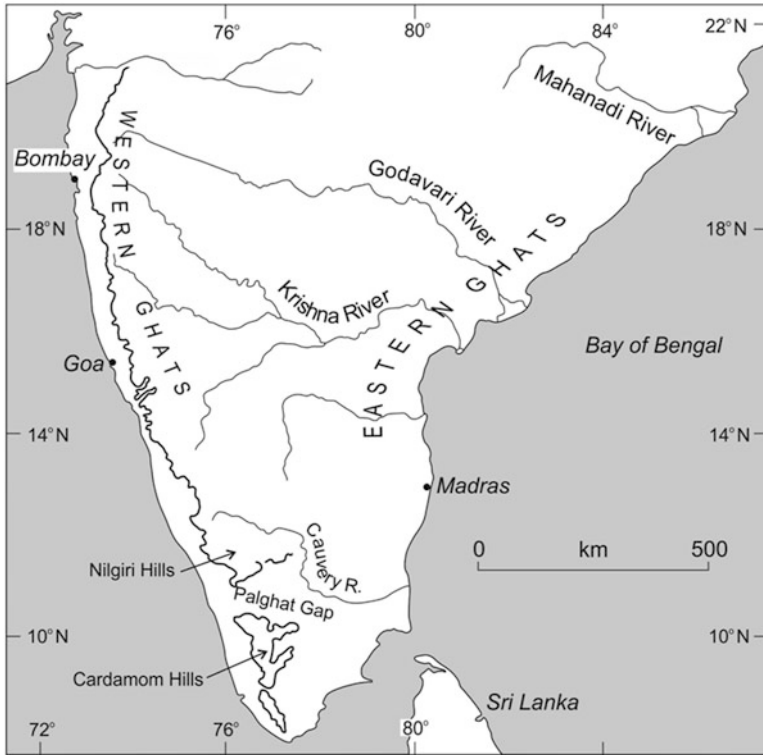 76°
80°
84°
22°N
Mahanadi River
WESTERN GHATS
Bombay
Godavari River
18°
18°N
EASTERN GHATS
Krishna River
Bay of Bengal
Goa
14°N
14°N
Madras
Cauvery R.
0 km 500
Nilgiri Hills
Palghat Gap
10°N
10°N
Cardamom Hills
Sri Lanka
72°
76°
80°